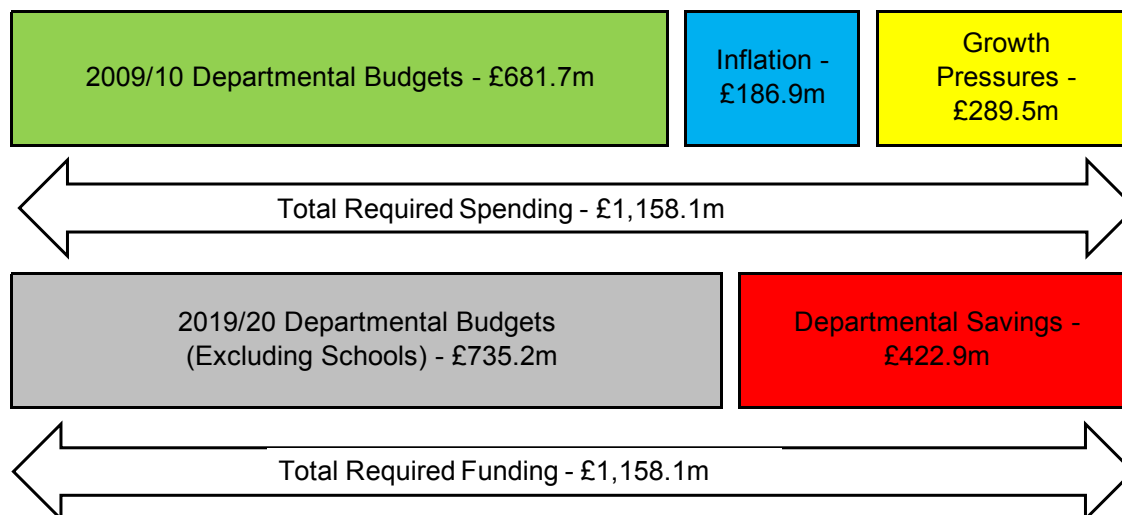 2009/10 Departmental Budgets - £681.7m
Inflation -
£186.9m
Growth
Pressures -
£289.5m
Total Required Spending - £1,158.1m
2019/20 Departmental Budgets
(Excluding Schools) - £735.2m
Departmental Savings -
£422.9m
Total Required Funding - £1,158.1m